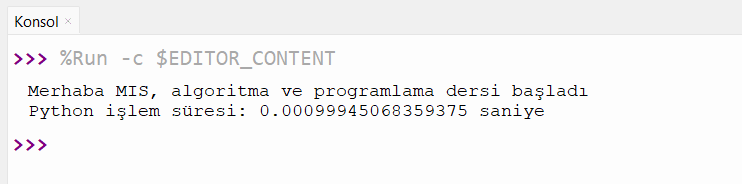 Konsol ×
>>> %Run -c $EDITOR_CONTENT
Merhaba MIS, algoritma ve programlama dersi başladı
Python işlem süresi: 0.00099945068359375 saniye
>>>